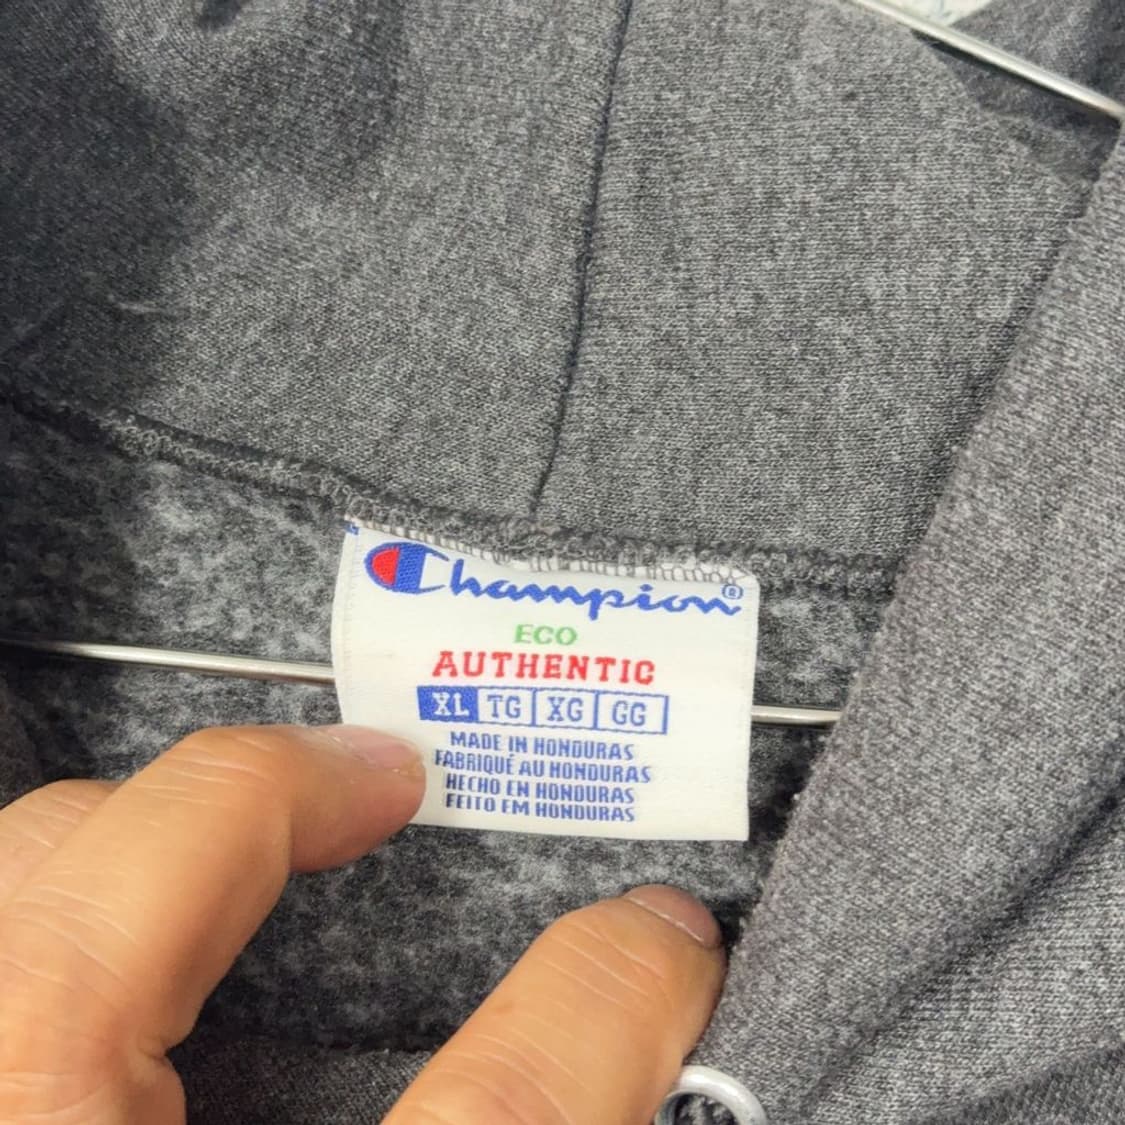 Champion®
ECO
AUTHENTIC
XL TG XG GG
MADE IN HONDURAS
FABRIQUÉ AU HONDURAS
HECHO EN HONDURAS
FEITO EM HONDURAS